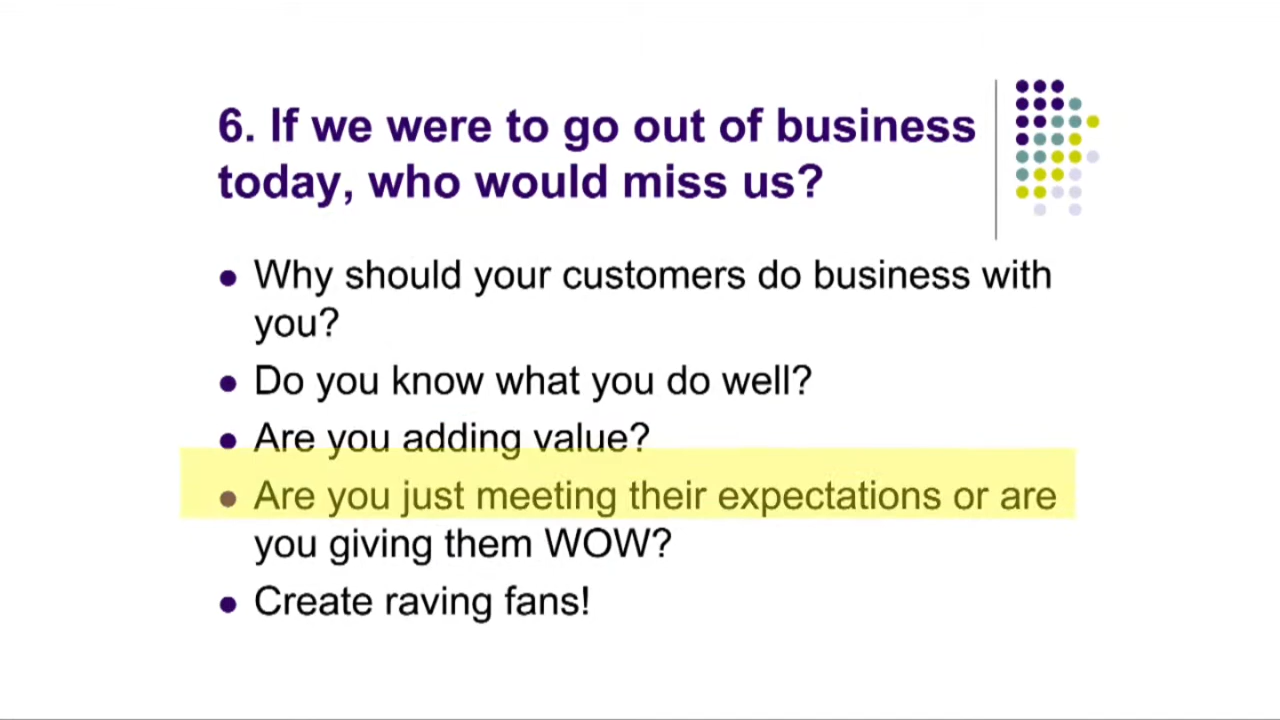 6. If we were to go out of business
today, who would miss us?
• Why should your customers do business with
you?
• Do you know what you do well?
• Are you adding value?
• Are you just meeting their expectations or are
you giving them WOW?
• Create raving fans!